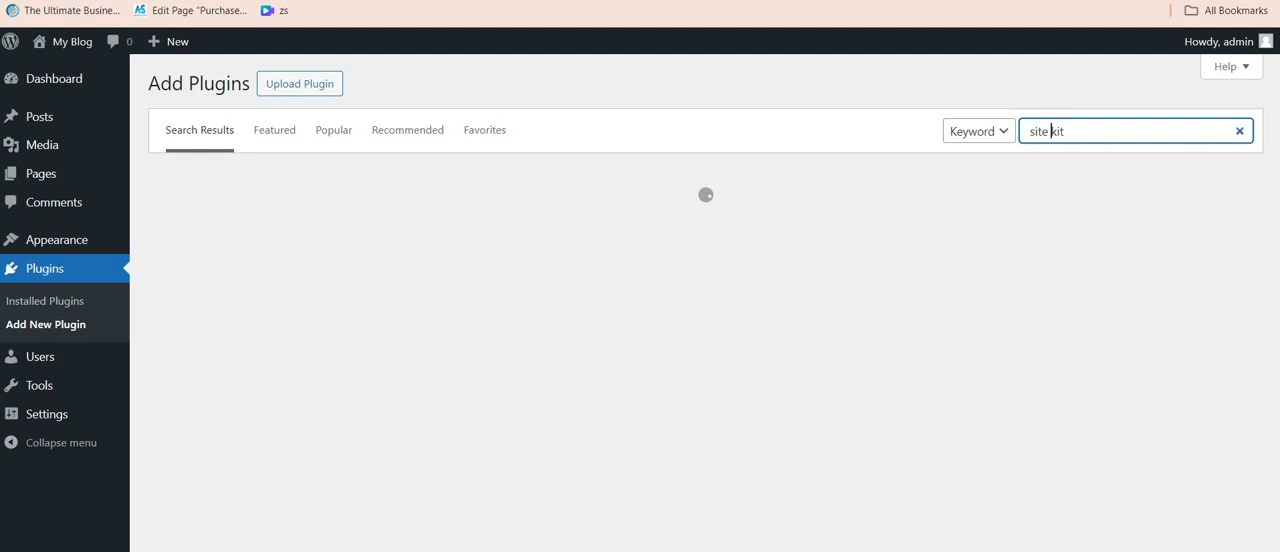 The Ultimate Busine... Edit Page "Purchase... zs All Bookmarks
My Blog 0 New Howdy, admin
Help
Add Plugins Upload Plugin
Search Results Featured Popular Recommended Favorites Keyword site kit
Dashboard
Posts
Media
Pages
Comments
Appearance
Plugins
Installed Plugins
Add New Plugin
Users
Tools
Settings
Collapse menu